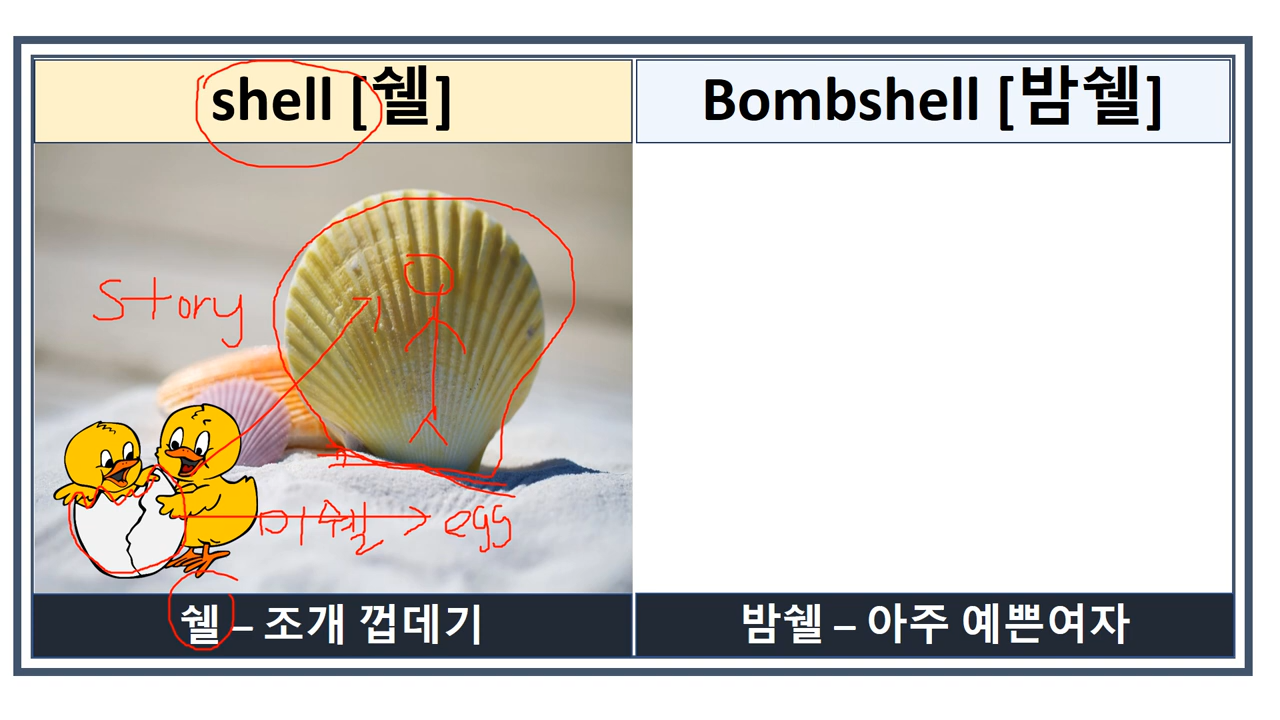 shell [쉘]
Bombshell [밤쉘]
Story
미쉘 > egg
쉘 – 조개 껍데기
밤쉘 – 아주 예쁜여자